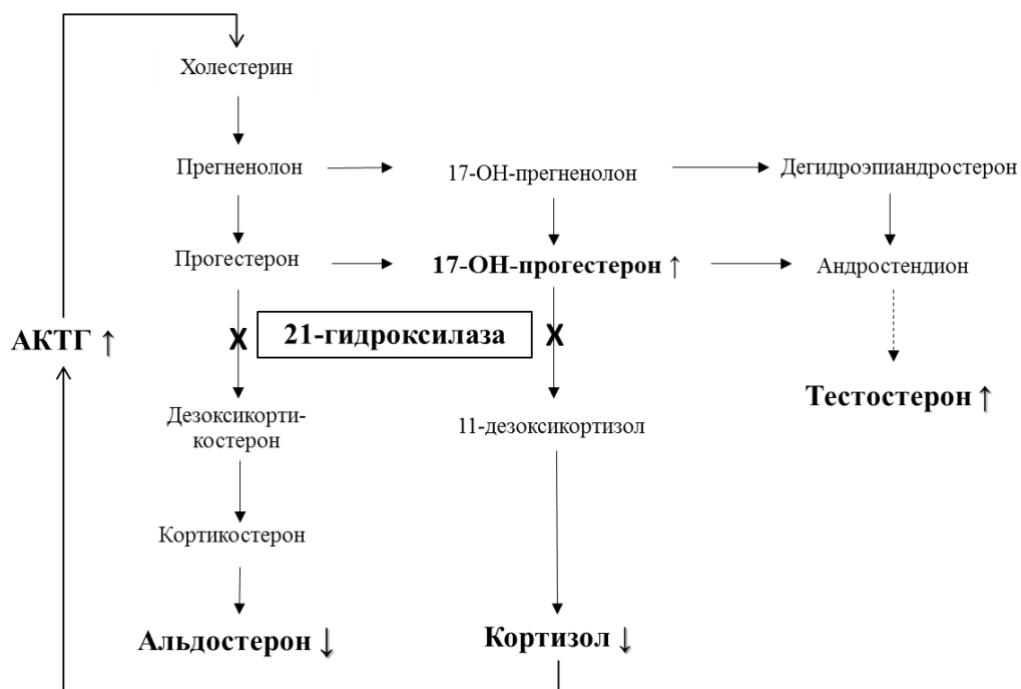 Холестерин
Прегненолон
17-ОН-прегненолон
Дегидроэпиандростерон
Прогестерон
17-ОН-прогестерон ↑
Андростендион
АКТГ ↑
X
21-гидроксилаза
X
Тестостерон ↑
Дезоксикорти-
костерон
11-дезоксикортизол
Кортикостерон
Альдостерон ↓
Кортизол ↓